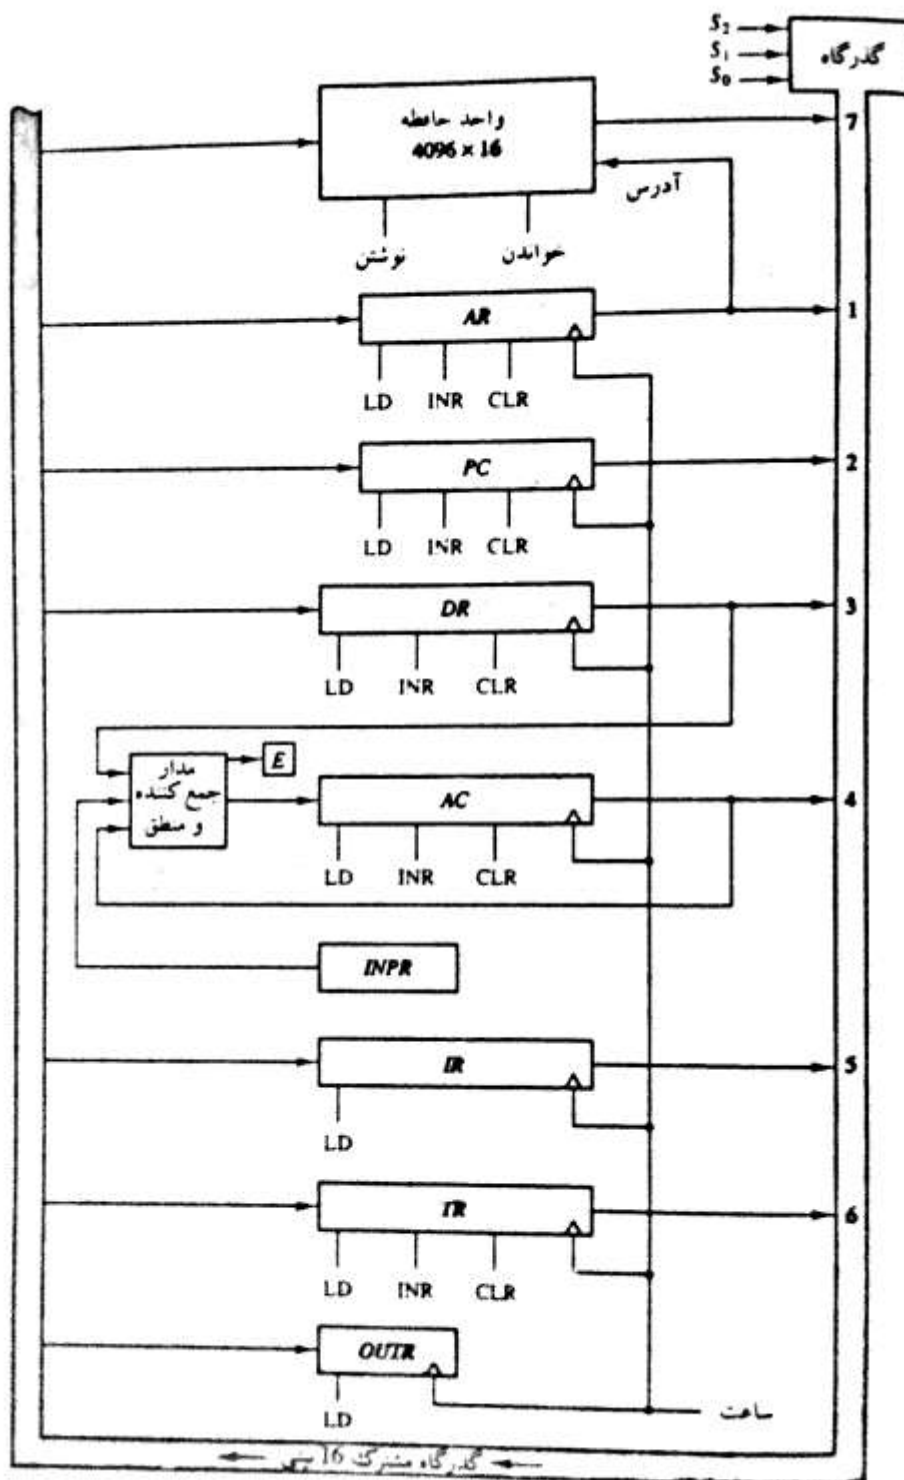 S₂
S₁
S₀
گذرگاه
واحد حافظه
4096 × 16
7
آدرس
نوشتن
خواندن
AR
1
LD INR CLR
PC
2
LD INR CLR
DR
3
LD INR CLR
مدار
جمع کننده
و منطق
E
AC
4
LD INR CLR
INPR
IR
5
LD
TR
6
LD INR CLR
OUTR
LD
ساعت
گذرگاه مشترک 16 بیتی